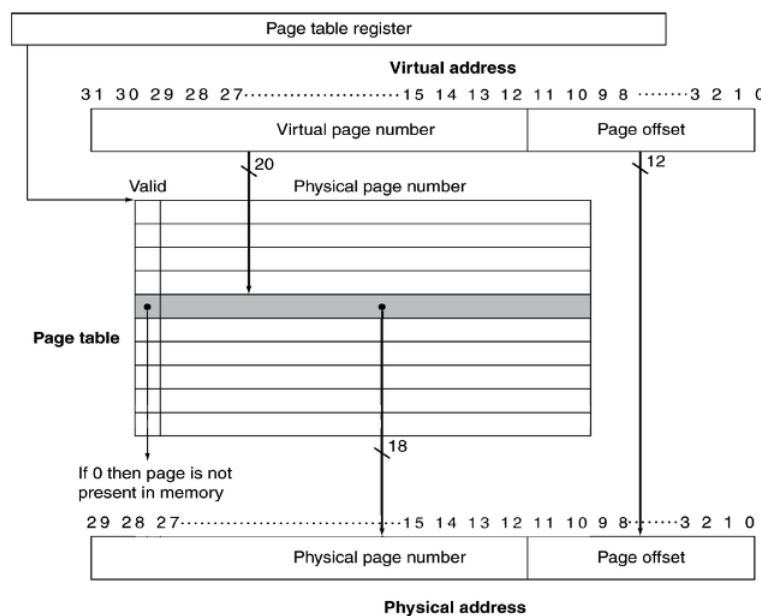 Page table register
Virtual address
31 30 29 28 27·······················15 14 13 12 11 10 9 8 ········3 2 1 0
Virtual page number Page offset
20 12
Valid Physical page number
Page table
18
If 0 then page is not
present in memory
29 28 27·································15 14 13 12 11 10 9 8········3 2 1 0
Physical page number Page offset
Physical address